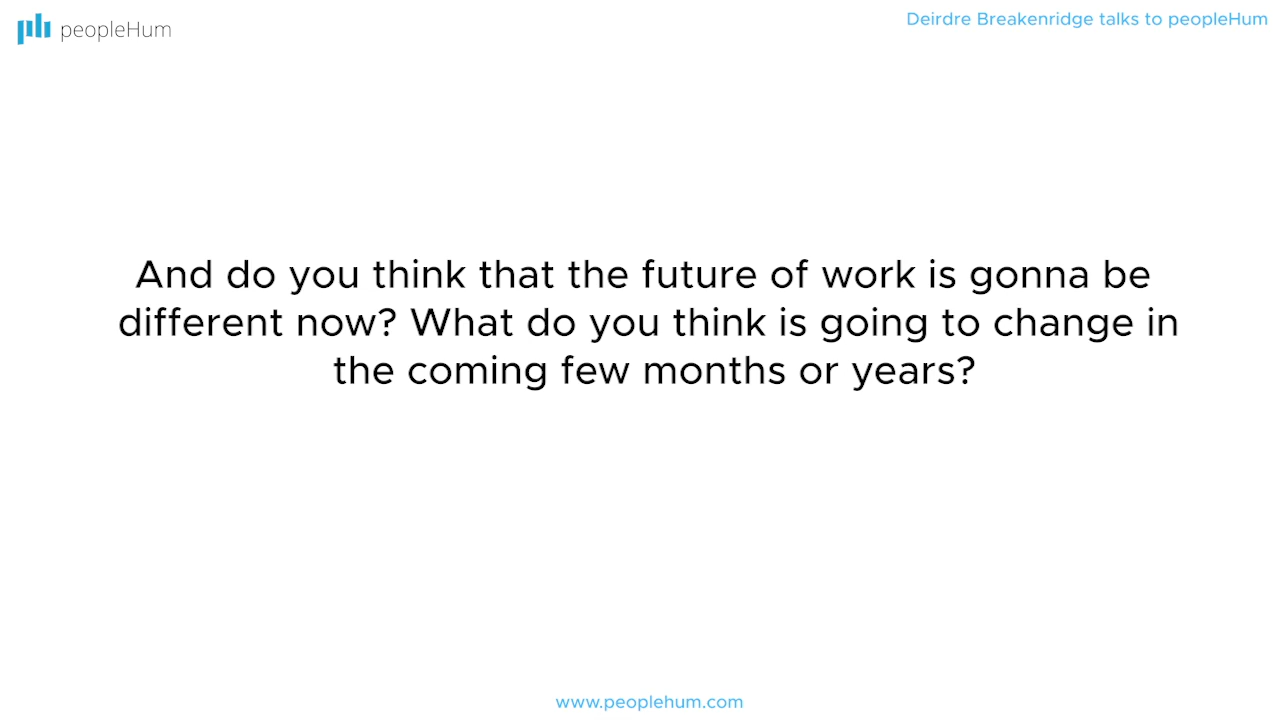 peopleHum
Deirdre Breakenridge talks to peopleHum
And do you think that the future of work is gonna be
different now? What do you think is going to change in
the coming few months or years?
www.peoplehum.com